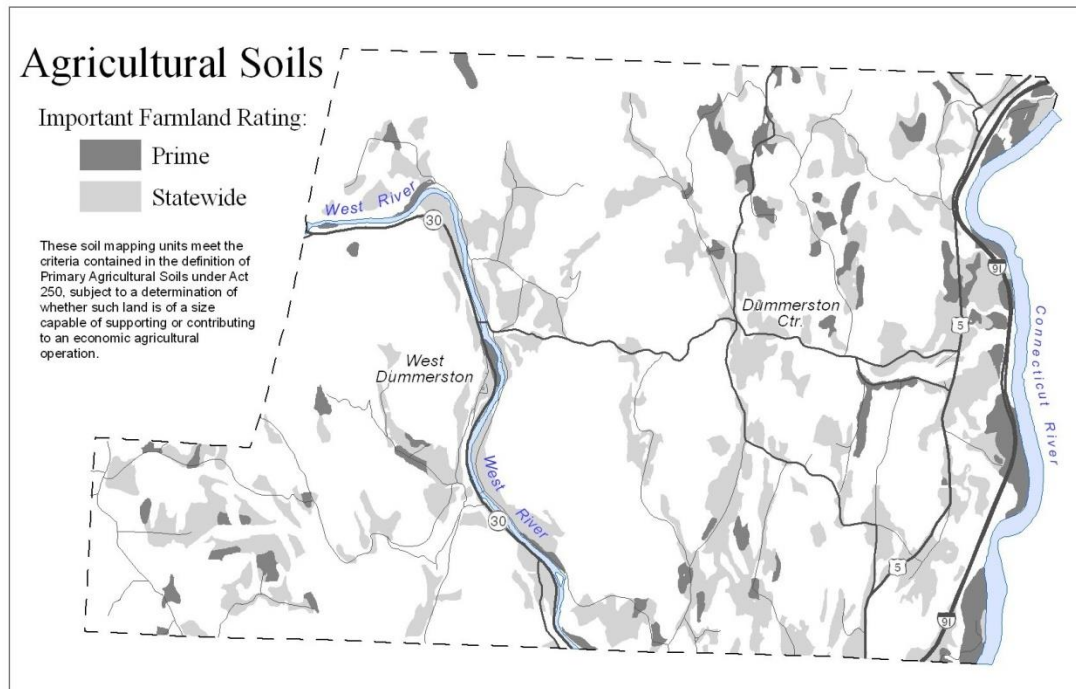 Agricultural Soils
Important Farmland Rating:
Prime
Statewide
These soil mapping units meet the
criteria contained in the definition of
Primary Agricultural Soils under Act
250, subject to a determination of
whether such land is of a size
capable of supporting or contributing
to an economic agricultural
operation.
West River
30
91
Dummerston
Ctr.
5
Connecticut River
West
Dummerston
West River
30
5
91